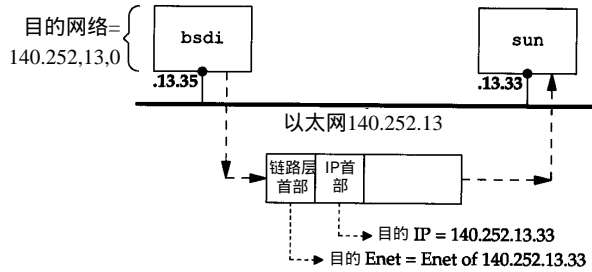 目的网络=
140.252,13,0
bsdi
sun
.13.35
.13.33
以太网140.252.13
链路层
首部
IP首
部
目的 IP = 140.252.13.33
目的 Enet = Enet of 140.252.13.33